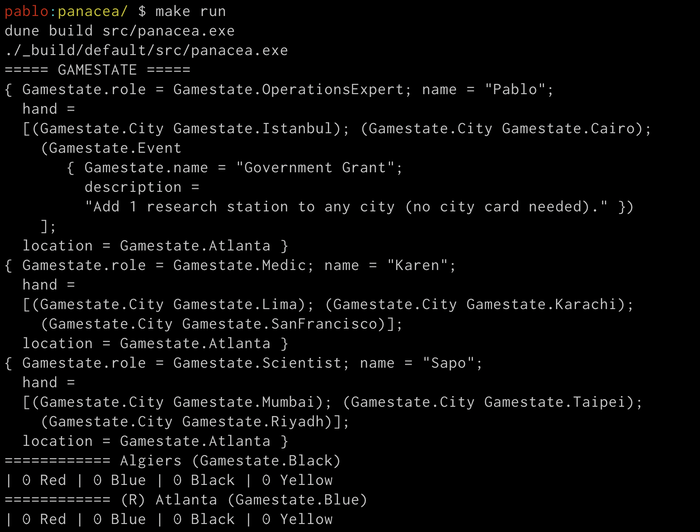 pablo:panacea/ $ make run
dune build src/panacea.exe
./_build/default/src/panacea.exe
===== GAMESTATE =====
{ Gamestate.role = Gamestate.OperationsExpert; name = "Pablo";
  hand =
  [(Gamestate.City Gamestate.Istanbul); (Gamestate.City Gamestate.Cairo);
    (Gamestate.Event
       { Gamestate.name = "Government Grant";
         description =
         "Add 1 research station to any city (no city card needed)." })
    ];
  location = Gamestate.Atlanta }
{ Gamestate.role = Gamestate.Medic; name = "Karen";
  hand =
  [(Gamestate.City Gamestate.Lima); (Gamestate.City Gamestate.Karachi);
    (Gamestate.City Gamestate.SanFrancisco)];
  location = Gamestate.Atlanta }
{ Gamestate.role = Gamestate.Scientist; name = "Sapo";
  hand =
  [(Gamestate.City Gamestate.Mumbai); (Gamestate.City Gamestate.Taipei);
    (Gamestate.City Gamestate.Riyadh)];
  location = Gamestate.Atlanta }
============ Algiers (Gamestate.Black)
| 0 Red | 0 Blue | 0 Black | 0 Yellow
============ (R) Atlanta (Gamestate.Blue)
| 0 Red | 0 Blue | 0 Black | 0 Yellow